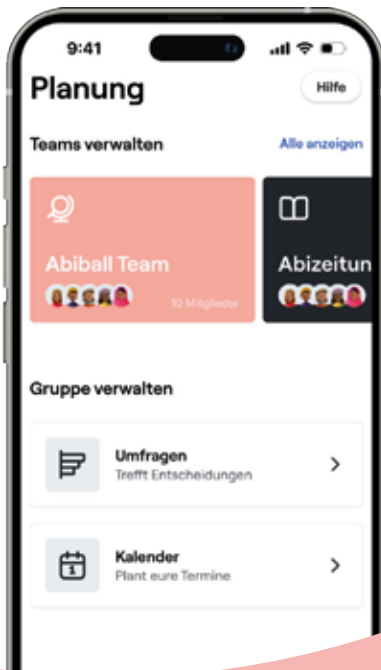 9:41
Planung
Hilfe
Teams verwalten
Alle anzeigen
Abiball Team
10 Mitglieder
Abizeitun
Gruppe verwalten
Umfragen
Trefft Entscheidungen
Kalender
Plant eure Termine
1